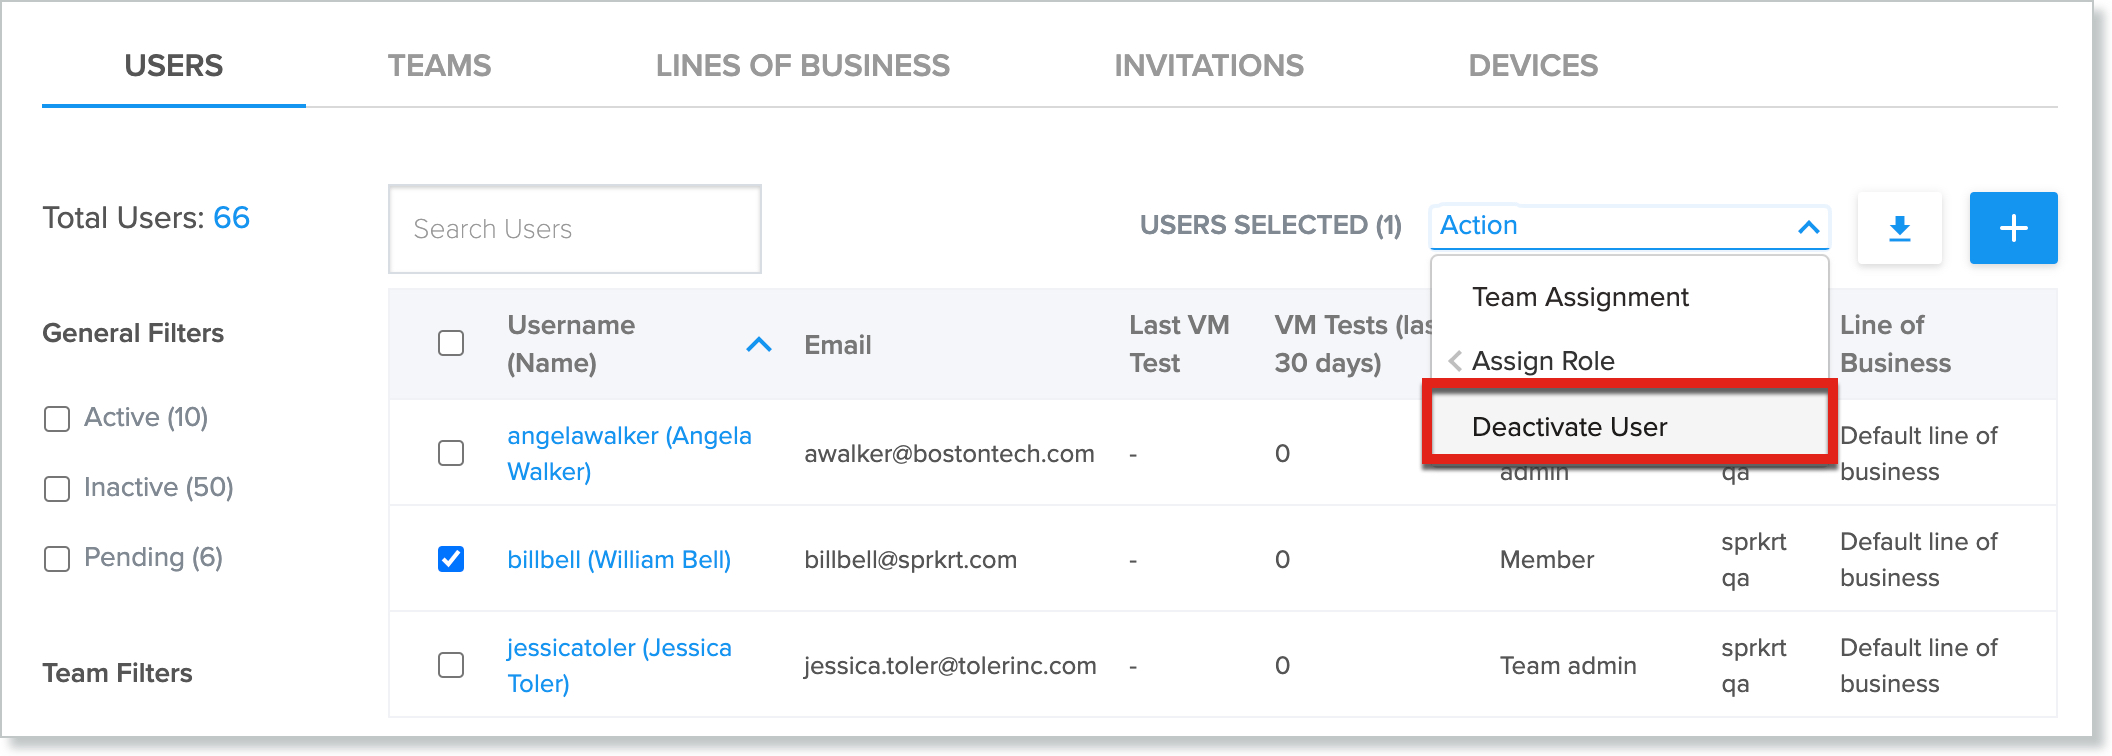 USERS TEAMS LINES OF BUSINESS INVITATIONS DEVICES
Total Users: 66
Search Users
USERS SELECTED (1)
Action
Team Assignment
Assign Role
Deactivate User
General Filters
Active (10)
Inactive (50)
Pending (6)
Team Filters
Username
(Name)
Email
Last VM
Test
VM Tests (las
30 days)
Line of
Business
angelawalker (Angela
Walker)
awalker@bostontech.com
-
0
admin
qa
Default line of
business
billbell (William Bell)
billbell@sprkrt.com
-
0
Member
sprkrt
qa
Default line of
business
jessicatoler (Jessica
Toler)
jessica.toler@tolerinc.com
-
0
Team admin
sprkrt
qa
Default line of
business